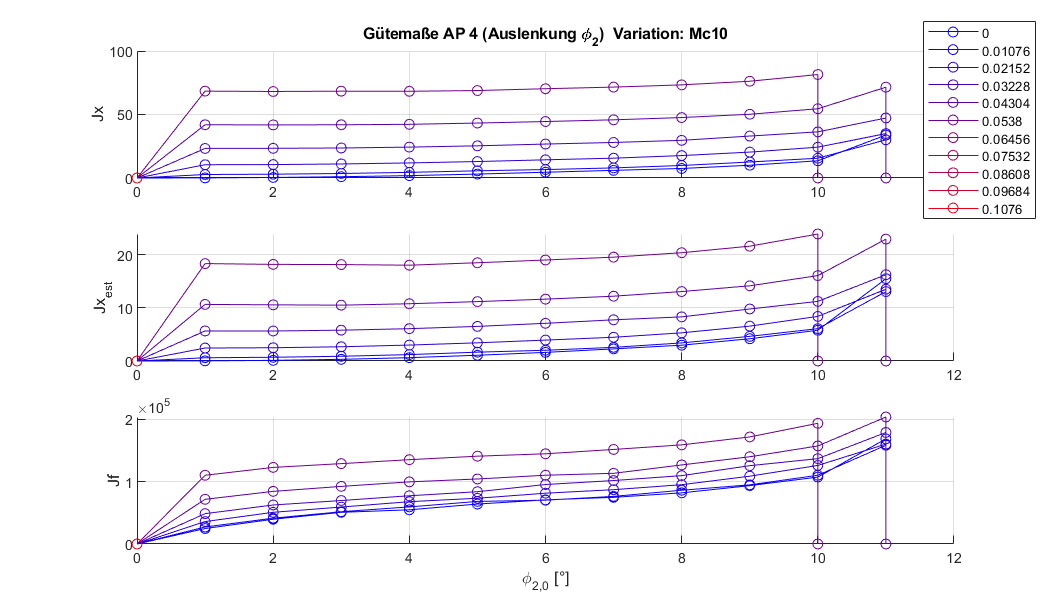 Gütemaße AP 4 (Auslenkung ϕ₂) Variation: Mc10
100
50
0
Jx
0 2 4 6 8 10
0
0.01076
0.02152
0.03228
0.04304
0.0538
0.06456
0.07532
0.08608
0.09684
0.1076
20
10
0
Jx_est
0 2 4 6 8 10 12
×10⁵
2
1
0
Jf
0 2 4 6 8 10 12
ϕ₂,₀ [°]